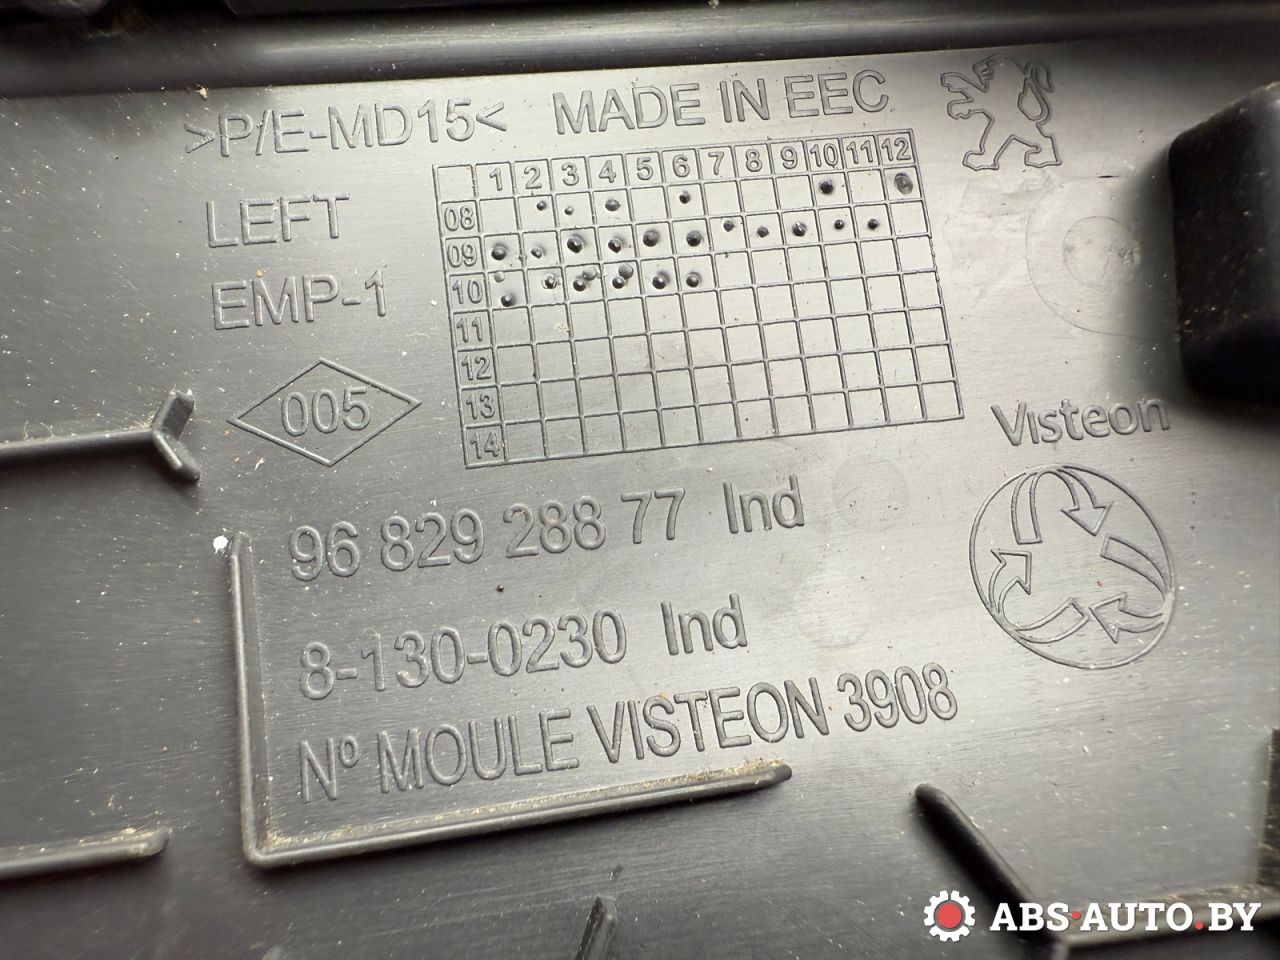 >P/E-MD15< MADE IN EEC
LEFT
EMP-1
005
1 2 3 4 5 6 7 8 9 10 11 12
08
09
10
11
12
13
14
Visteon
96 829 288 77 Ind
8-130-0230 Ind
Nº MOULE VISTEON 3908
ABS-AUTO.BY